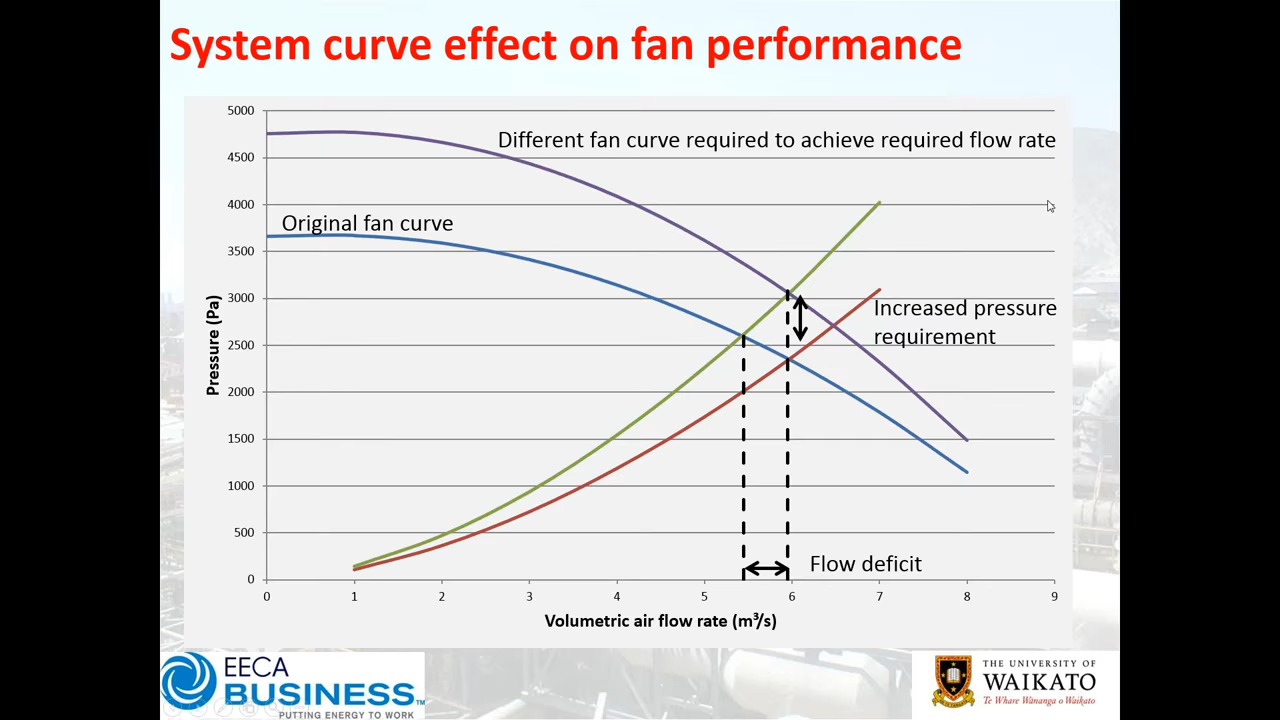 System curve effect on fan performance
5000
4500
4000
3500
3000
2500
2000
1500
1000
500
0
Pressure (Pa)
Different fan curve required to achieve required flow rate
Original fan curve
Increased pressure
requirement
Flow deficit
0 1 2 3 4 5 6 7 8 9
Volumetric air flow rate (m³/s)
EECA
BUSINESS™
PUTTING ENERGY TO WORK
THE UNIVERSITY OF
WAIKATO
Te Whare Wānanga o Waikato